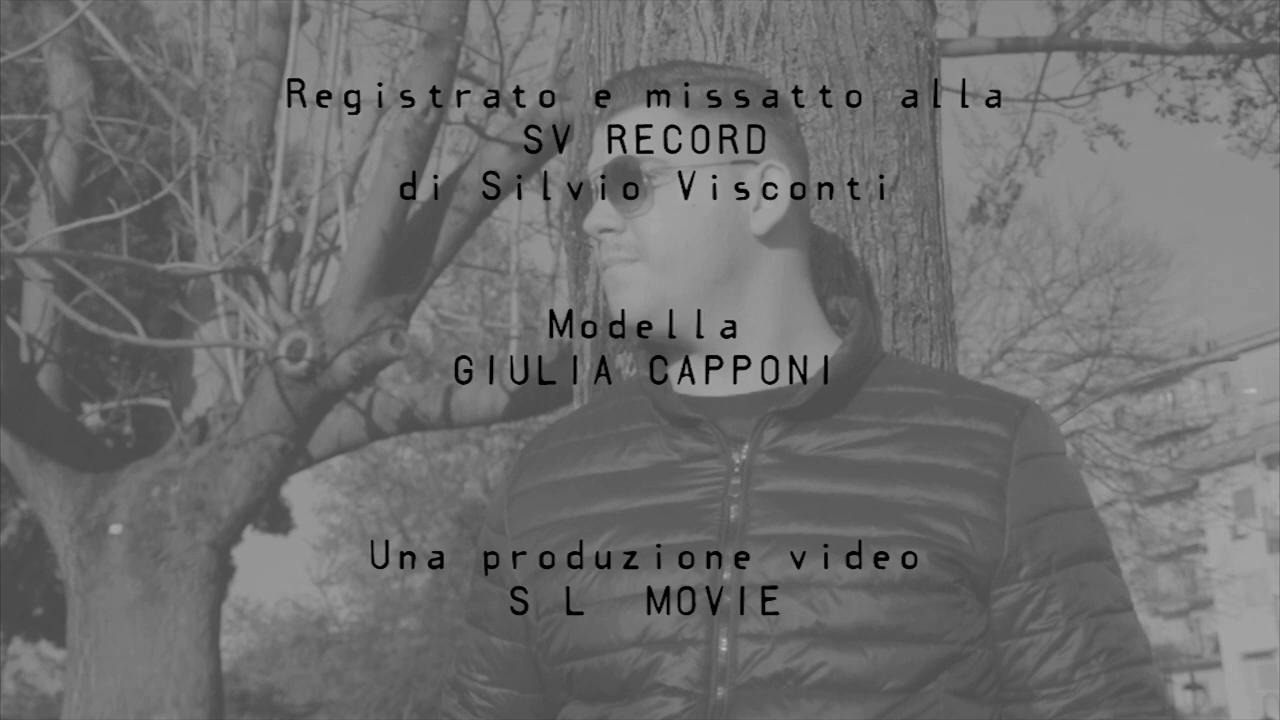 Registrato e missatto alla
SV RECORD
di Silvio Visconti
Modella
GIULIA CAPPONI
Una produzione video
S L MOVIE